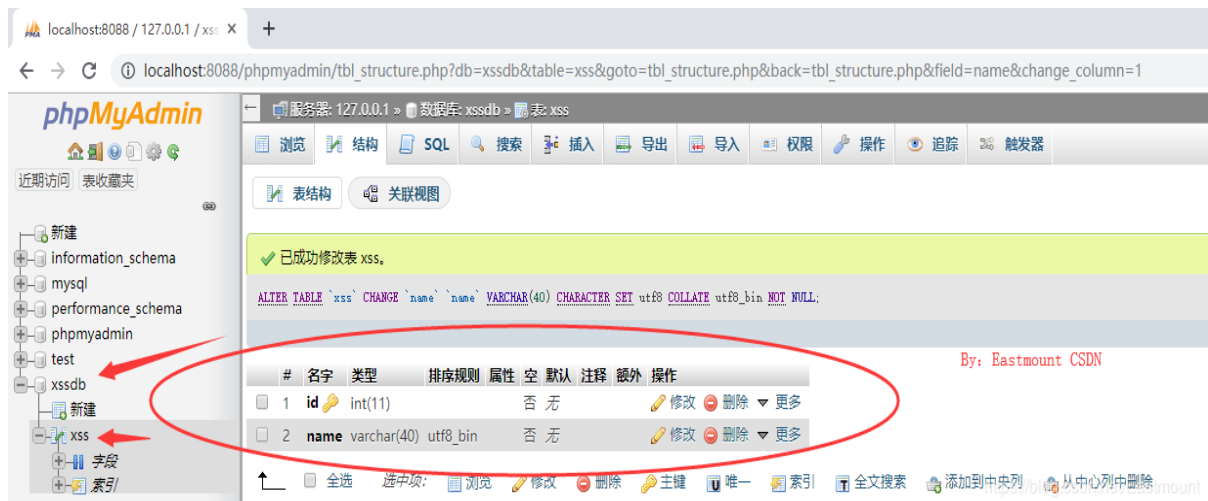 localhost:8088 / 127.0.0.1 / xss
localhost:8088/phpmyadmin/tbl_structure.php?db=xssdb&table=xss&goto=tbl_structure.php&back=tbl_structure.php&field=name&change_column=1
phpMyAdmin
近期访问 表收藏夹
新建
information_schema
mysql
performance_schema
phpmyadmin
test
xssdb
新建
xss
字段
索引
服务器: 127.0.0.1 » 数据库: xssdb » 表: xss
浏览 结构 SQL 搜索 插入 导出 导入 权限 操作 追踪 触发器
表结构 关联视图
已成功修改表 xss。
ALTER TABLE `xss` CHANGE `name` `name` VARCHAR(40) CHARACTER SET utf8 COLLATE utf8_bin NOT NULL;
By：Eastmount CSDN
# 名字 类型 排序规则 属性 空 默认 注释 额外 操作
1 id int(11) 否 无 修改 删除 更多
2 name varchar(40) utf8_bin 否 无 修改 删除 更多
全选 选中项: 浏览 修改 删除 主键 唯一 索引 全文搜索 添加到中央列 从中心列中删除